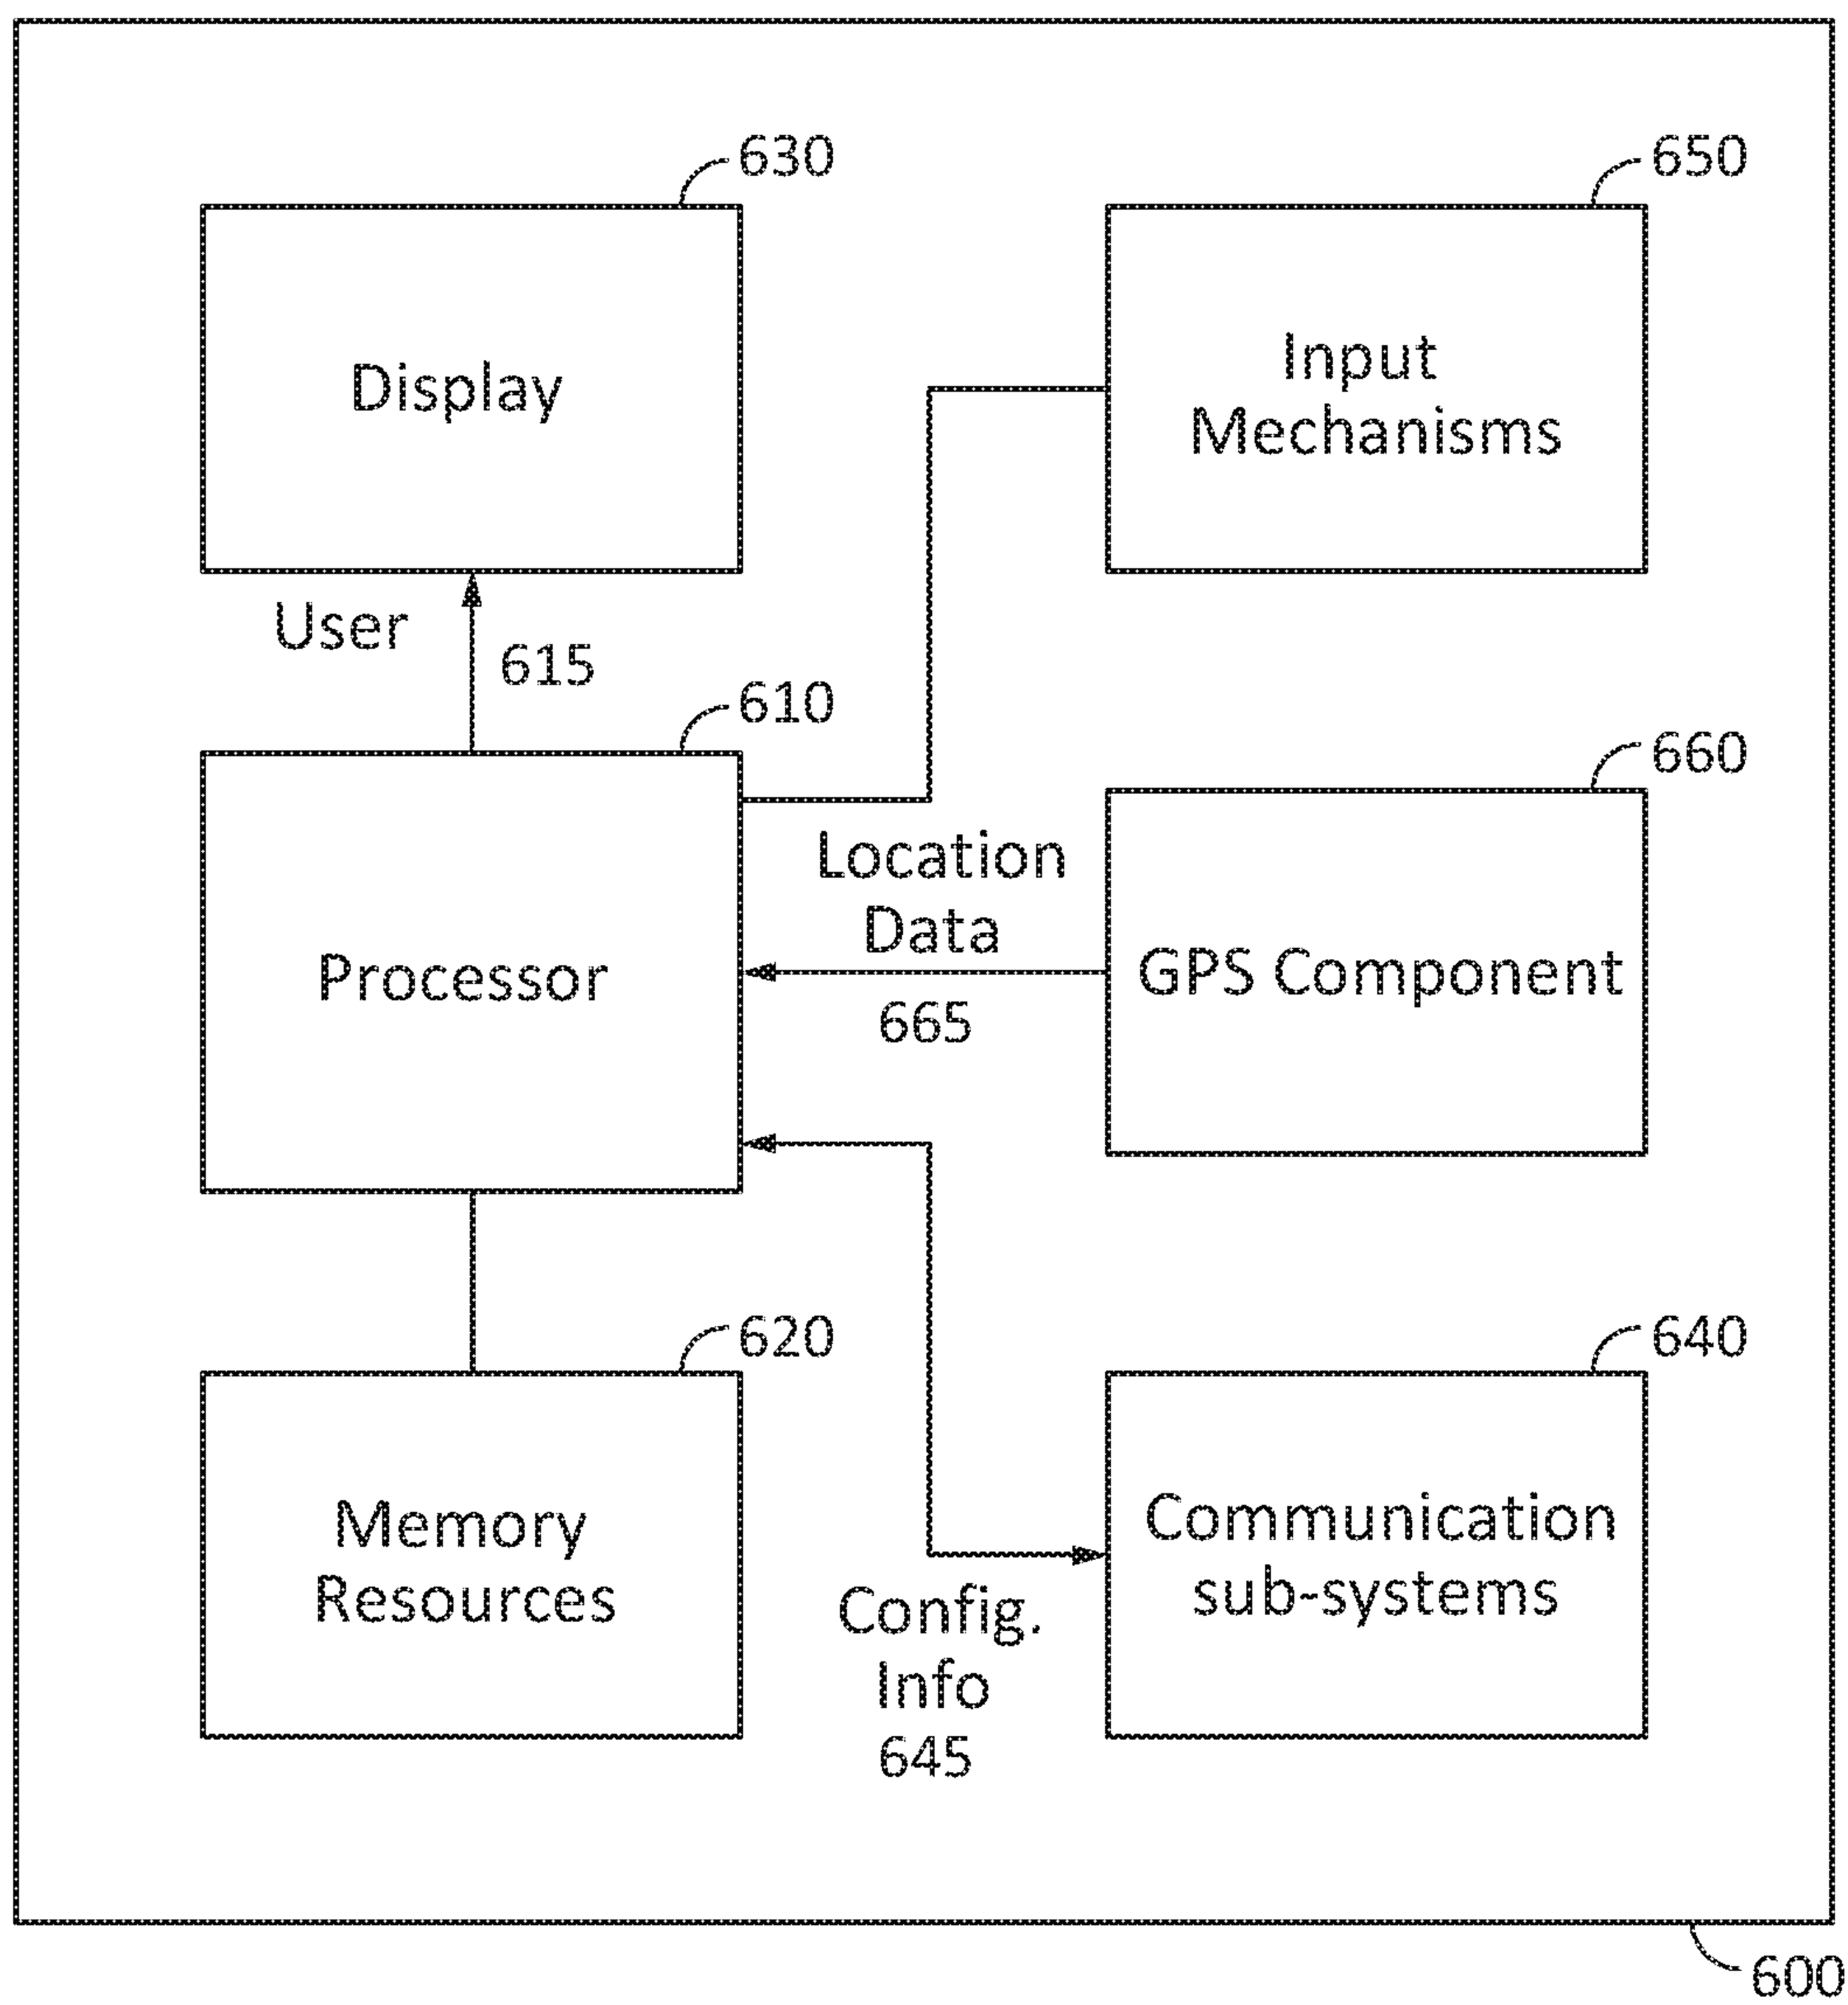 630
650
Display
Input
Mechanisms
User
615
610
660
Location
Data
Processor
GPS Component
665
620
640
Memory
Resources
Communication
sub-systems
Config.
Info
645
600